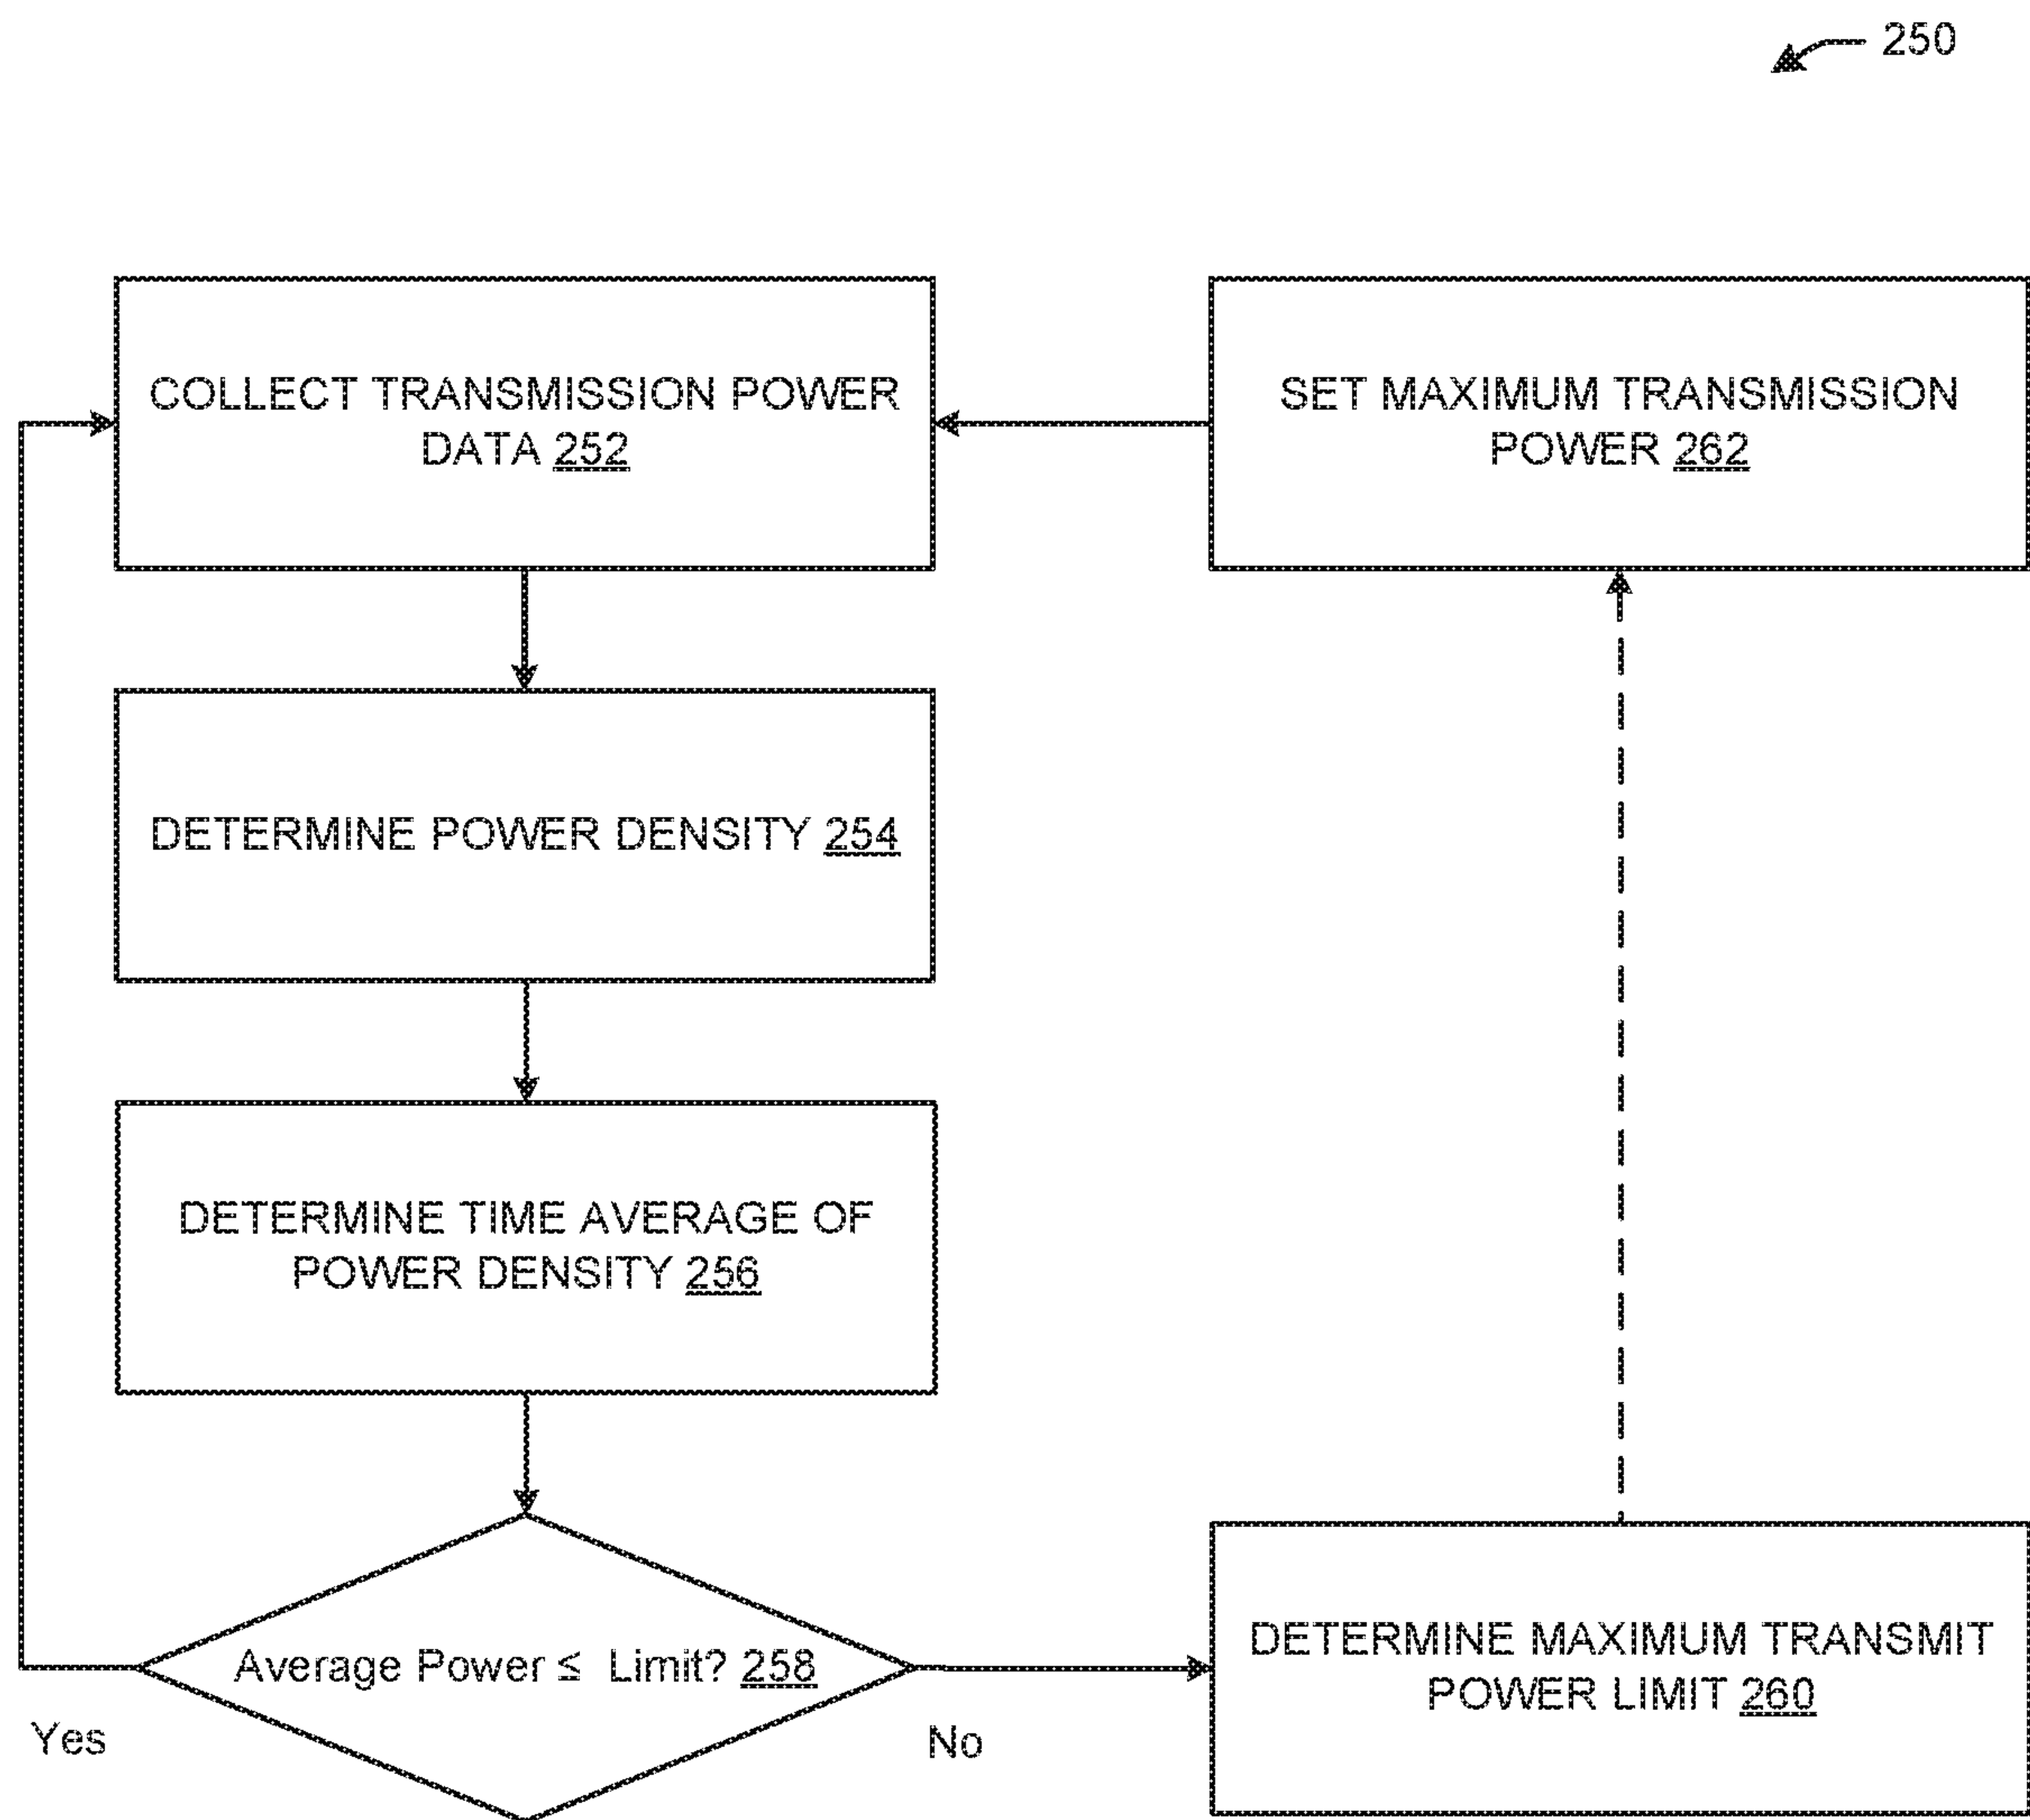 250
COLLECT TRANSMISSION POWER
DATA 252
SET MAXIMUM TRANSMISSION
POWER 262
DETERMINE POWER DENSITY 254
DETERMINE TIME AVERAGE OF
POWER DENSITY 256
Average Power ≤ Limit? 258
Yes
No
DETERMINE MAXIMUM TRANSMIT
POWER LIMIT 260